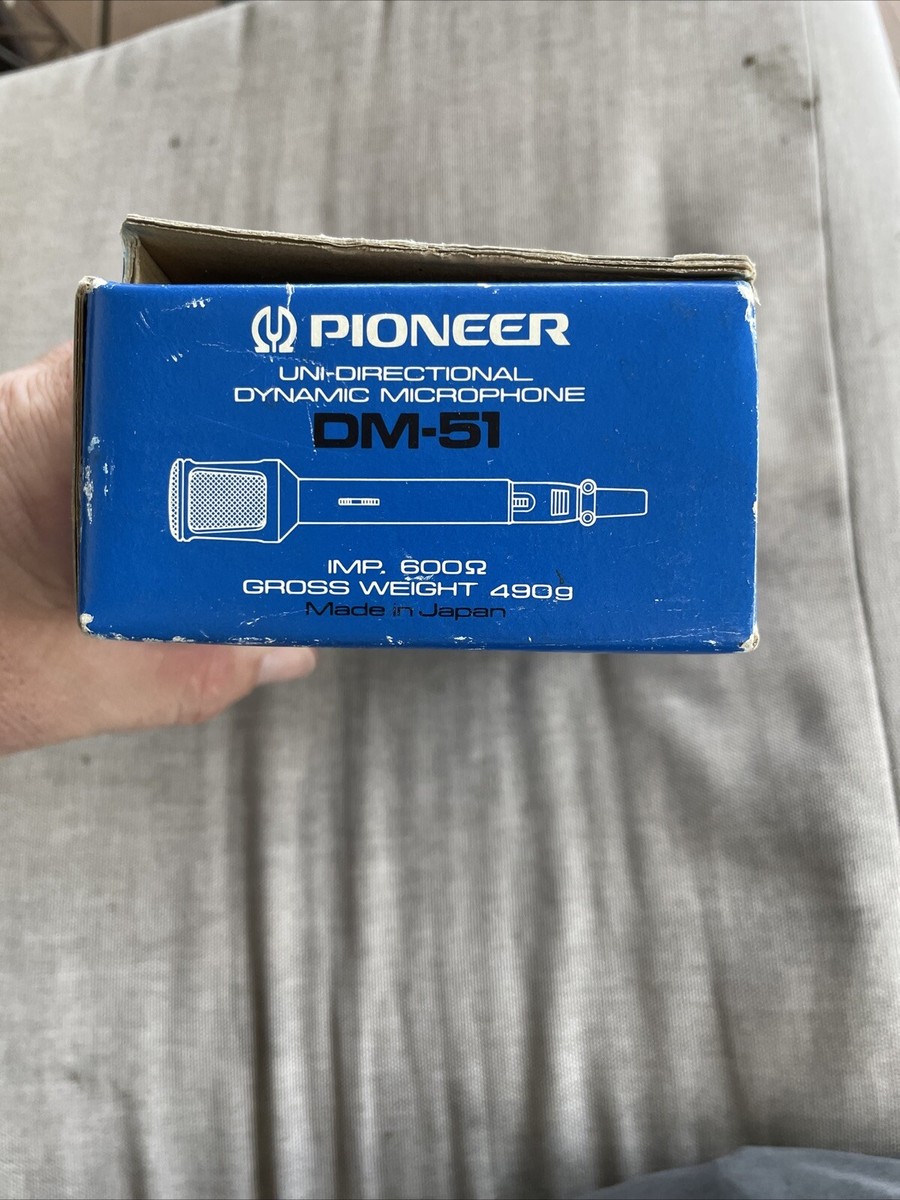 PIONEER
UNI-DIRECTIONAL
DYNAMIC MICROPHONE
DM-51
IMP. 600Ω
GROSS WEIGHT 490g
Made in Japan